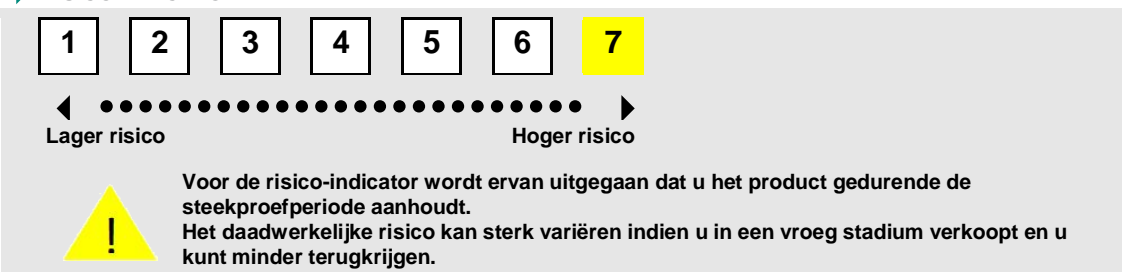 1 2 3 4 5 6 7
Lager risico Hoger risico
! Voor de risico-indicator wordt ervan uitgegaan dat u het product gedurende de
steekproefperiode aanhoudt.
Het daadwerkelijke risico kan sterk variëren indien u in een vroeg stadium verkoopt en u
kunt minder terugkrijgen.